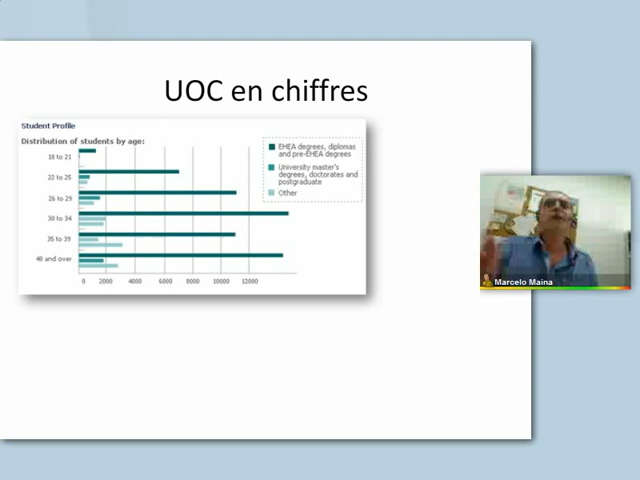 UOC en chiffres
Student Profile
Distribution of students by age:
EHEA degrees, diplomas
and pre-EHEA degrees
University master's
degrees, doctorates and
postgraduate
Other
18 to 21
22 to 25
26 to 29
30 to 34
35 to 39
40 and over
0 2000 4000 6000 8000 10000 12000
Marcelo Maina